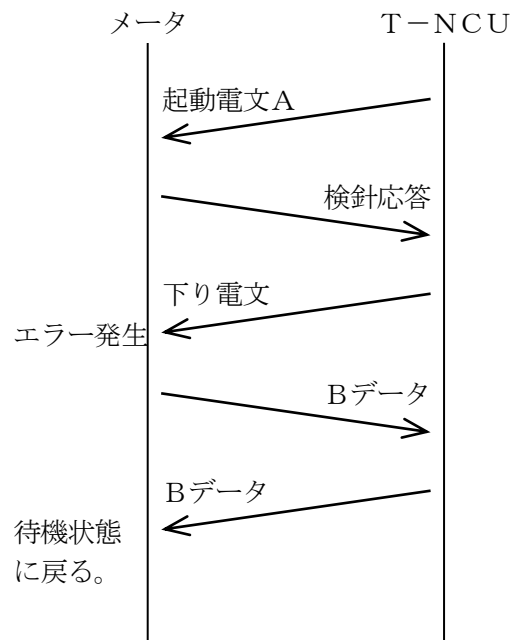 メータ
Ｔ－ＮＣＵ
起動電文Ａ
検針応答
下り電文
エラー発生
Ｂデータ
Ｂデータ
待機状態
に戻る。